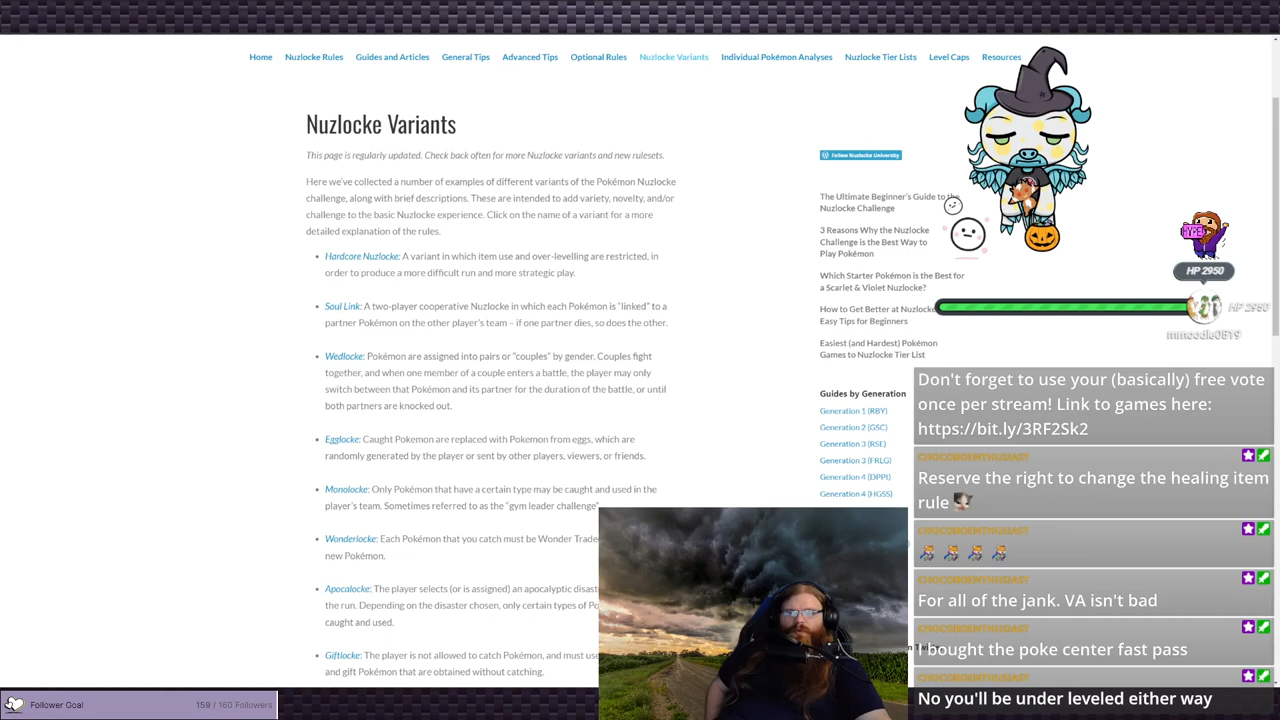 Home Nuzlocke Rules Guides and Articles General Tips Advanced Tips Optional Rules Nuzlocke Variants Individual Pokémon Analyses Nuzlocke Tier Lists Level Caps Resources
Nuzlocke Variants
This page is regularly updated. Check back often for more Nuzlocke variants and new rulesets.
Here we've collected a number of examples of different variants of the Pokémon Nuzlocke
challenge, along with brief descriptions. These are intended to add variety, novelty, and/or
challenge to the basic Nuzlocke experience. Click on the name of a variant for a more
detailed explanation of the rules.
• Hardcore Nuzlocke: A variant in which item use and over-levelling are restricted, in
order to produce a more difficult run and more strategic play.
• Soul Link: A two-player cooperative Nuzlocke in which each Pokémon is "linked" to a
partner Pokémon on the other player's team – if one partner dies, so does the other.
• Wedlocke: Pokémon are assigned into pairs or "couples" by gender. Couples fight
together, and when one member of a couple enters a battle, the player may only
switch between that Pokémon and its partner for the duration of the battle, or until
both partners are knocked out.
• Egglocke: Caught Pokemon are replaced with Pokemon from eggs, which are
randomly generated by the player or sent by other players, viewers, or friends.
• Monolocke: Only Pokémon that have a certain type may be caught and used in the
player's team. Sometimes referred to as the "gym leader challenge"
• Wonderlocke: Each Pokémon that you catch must be Wonder Trade
new Pokémon.
• Apocalocke: The player selects (or is assigned) an apocalyptic disast
the run. Depending on the disaster chosen, only certain types of Po
caught and used.
• Giftlocke: The player is not allowed to catch Pokémon, and must use
and gift Pokémon that are obtained without catching.
Follow Nuzlocke University
The Ultimate Beginner's Guide to the
Nuzlocke Challenge
3 Reasons Why the Nuzlocke
Challenge is the Best Way to
Play Pokémon
Which Starter Pokémon is the Best for
a Scarlet & Violet Nuzlocke?
How to Get Better at Nuzlocke
Easy Tips for Beginners
Easiest (and Hardest) Pokémon
Games to Nuzlocke Tier List
Guides by Generation
Generation 1 (RBY)
Generation 2 (GSC)
Generation 3 (RSE)
Generation 3 (FRLG)
Generation 4 (DPPt)
Generation 4 (HGSS)
HYPE!
HP 2950
HP 2950
mmoodle0519
Don't forget to use your (basically) free vote
once per stream! Link to games here:
https://bit.ly/3RF2Sk2
CHOCOBOENTHUSIAST
Reserve the right to change the healing item
rule
CHOCOBOENTHUSIAST
CHOCOBOENTHUSIAST
For all of the jank. VA isn't bad
CHOCOBOENTHUSIAST
I bought the poke center fast pass
CHOCOBOENTHUSIAST
No you'll be under leveled either way
Follower Goal 159 / 160 Followers